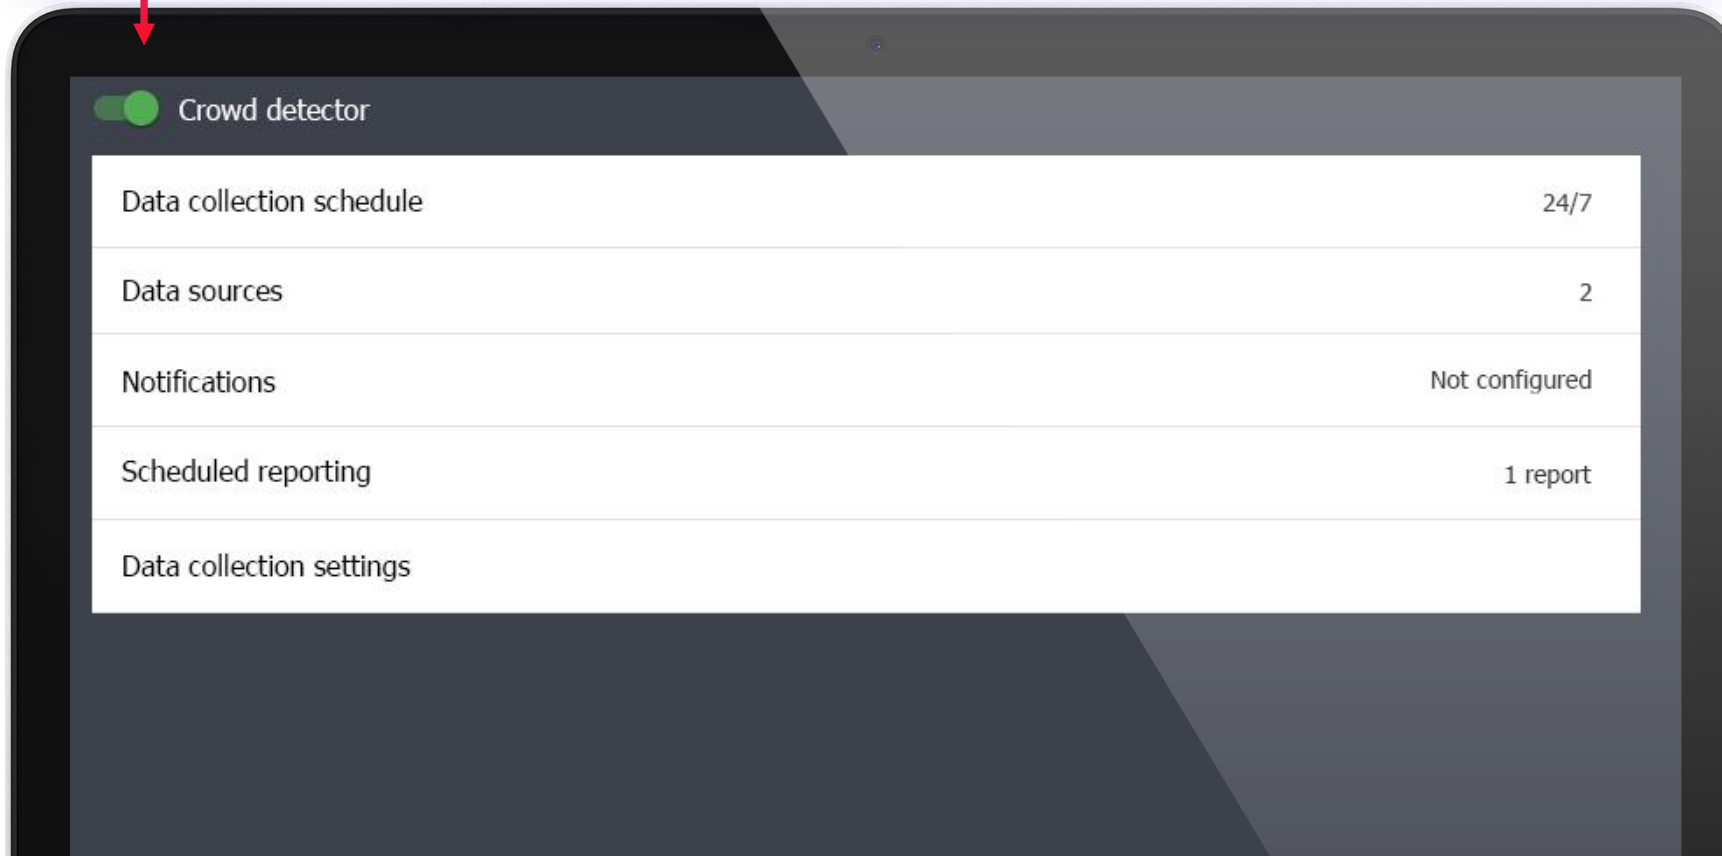 Crowd detector
Data collection schedule 24/7
Data sources 2
Notifications Not configured
Scheduled reporting 1 report
Data collection settings